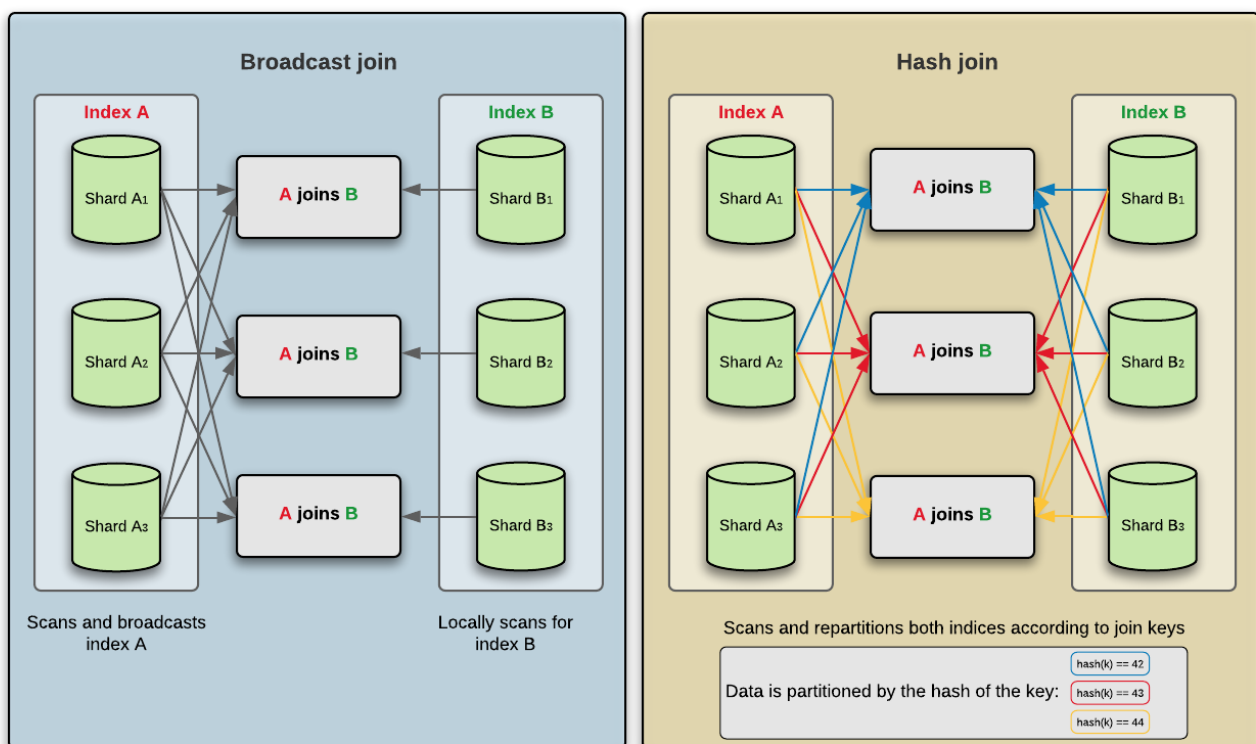 Broadcast join
Index A
Index B
Shard A1
A joins B
Shard B1
Shard A2
A joins B
Shard B2
Shard A3
A joins B
Shard B3
Scans and broadcasts
index A
Locally scans for
index B
Hash join
Index A
Index B
Shard A1
A joins B
Shard B1
Shard A2
A joins B
Shard B2
Shard A3
A joins B
Shard B3
Scans and repartitions both indices according to join keys
Data is partitioned by the hash of the key:
hash(k) == 42
hash(k) == 43
hash(k) == 44